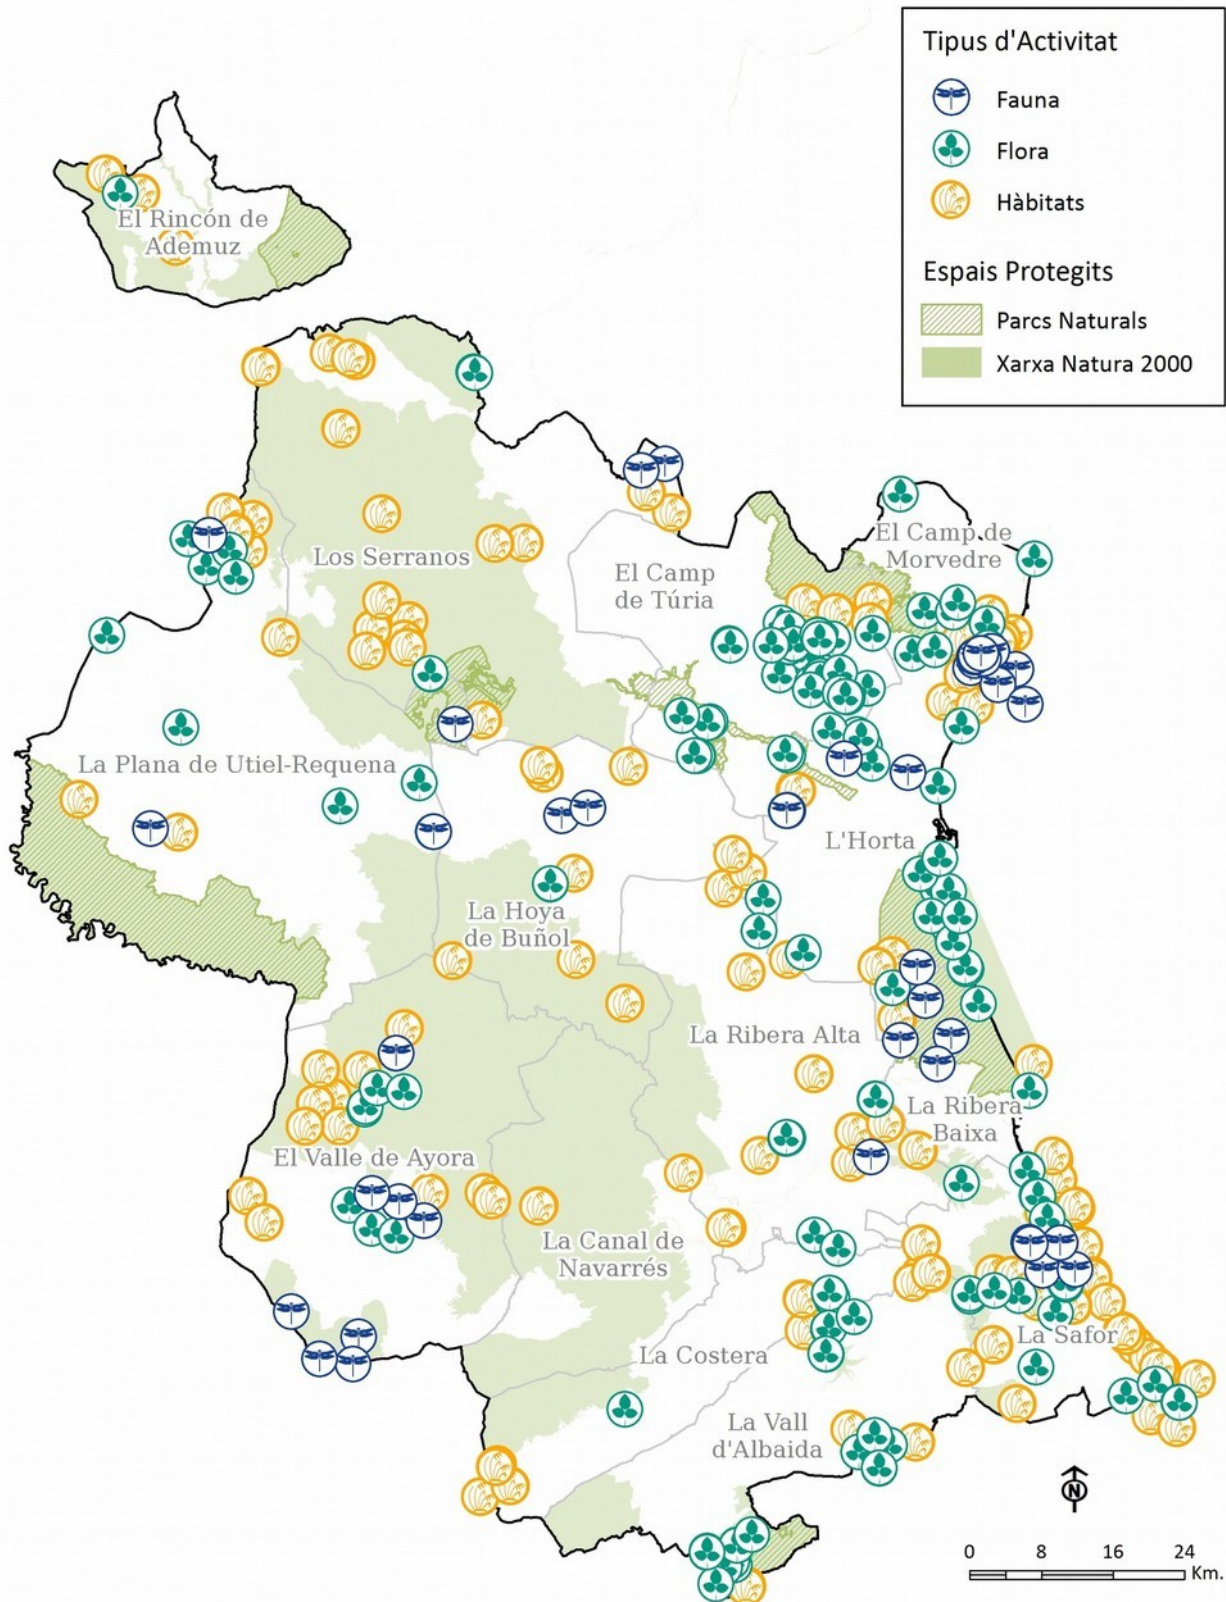 Tipus d'Activitat
Fauna
Flora
Hàbitats
Espais Protegits
Parcs Naturals
Xarxa Natura 2000
El Rincón de
Ademuz
Los Serranos
El Camp
de Túria
El Camp de
Morvedre
La Plana de Utiel-Requena
L'Horta
La Hoya
de Buñol
La Ribera Alta
La Ribera
Baixa
El Valle de Ayora
La Canal de
Navarrés
La Costera
La Safor
La Vall
d'Albaida
N
0 8 16 24
Km.